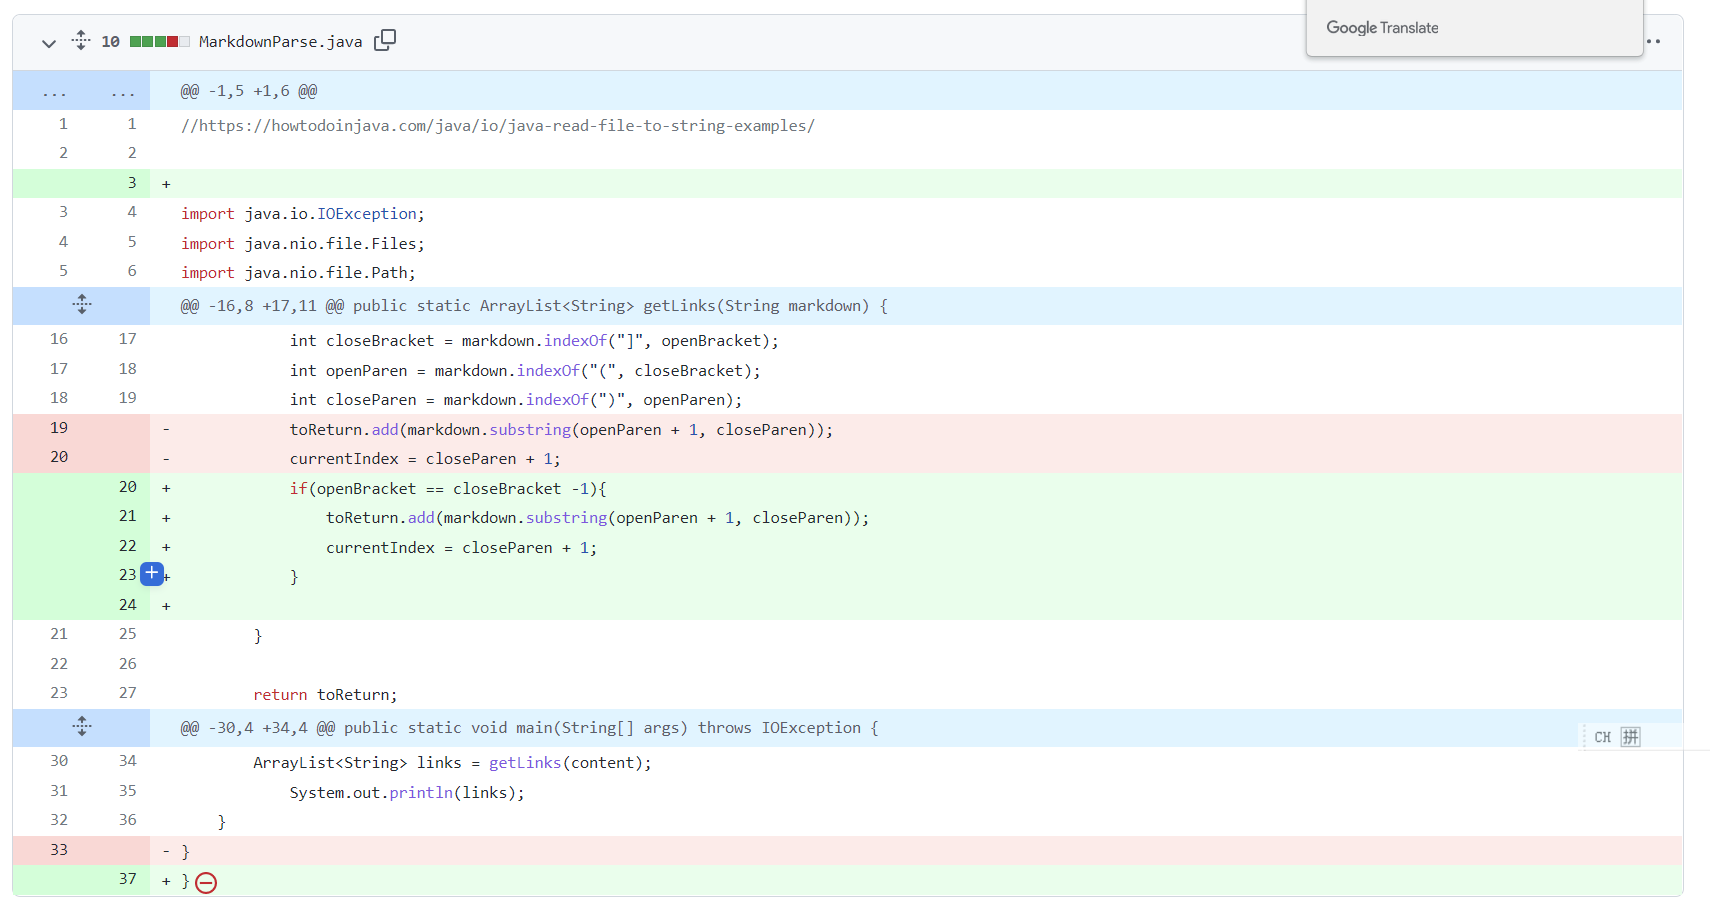 10 MarkdownParse.java
Google Translate
... ... @@ -1,5 +1,6 @@
1 1 //https://howtodoinjava.com/java/io/java-read-file-to-string-examples/
2 2
3 +
3 4 import java.io.IOException;
4 5 import java.nio.file.Files;
5 6 import java.nio.file.Path;
@@ -16,8 +17,11 @@ public static ArrayList<String> getLinks(String markdown) {
16 17 int closeBracket = markdown.indexOf("]", openBracket);
17 18 int openParen = markdown.indexOf("(", closeBracket);
18 19 int closeParen = markdown.indexOf(")", openParen);
19 - toReturn.add(markdown.substring(openParen + 1, closeParen));
20 - currentIndex = closeParen + 1;
20 + if(openBracket == closeBracket -1){
21 + toReturn.add(markdown.substring(openParen + 1, closeParen));
22 + currentIndex = closeParen + 1;
23 + }
24 +
21 25 }
22 26
23 27 return toReturn;
@@ -30,4 +34,4 @@ public static void main(String[] args) throws IOException {
CH 拼
30 34 ArrayList<String> links = getLinks(content);
31 35 System.out.println(links);
32 36 }
33 - }
37 + }